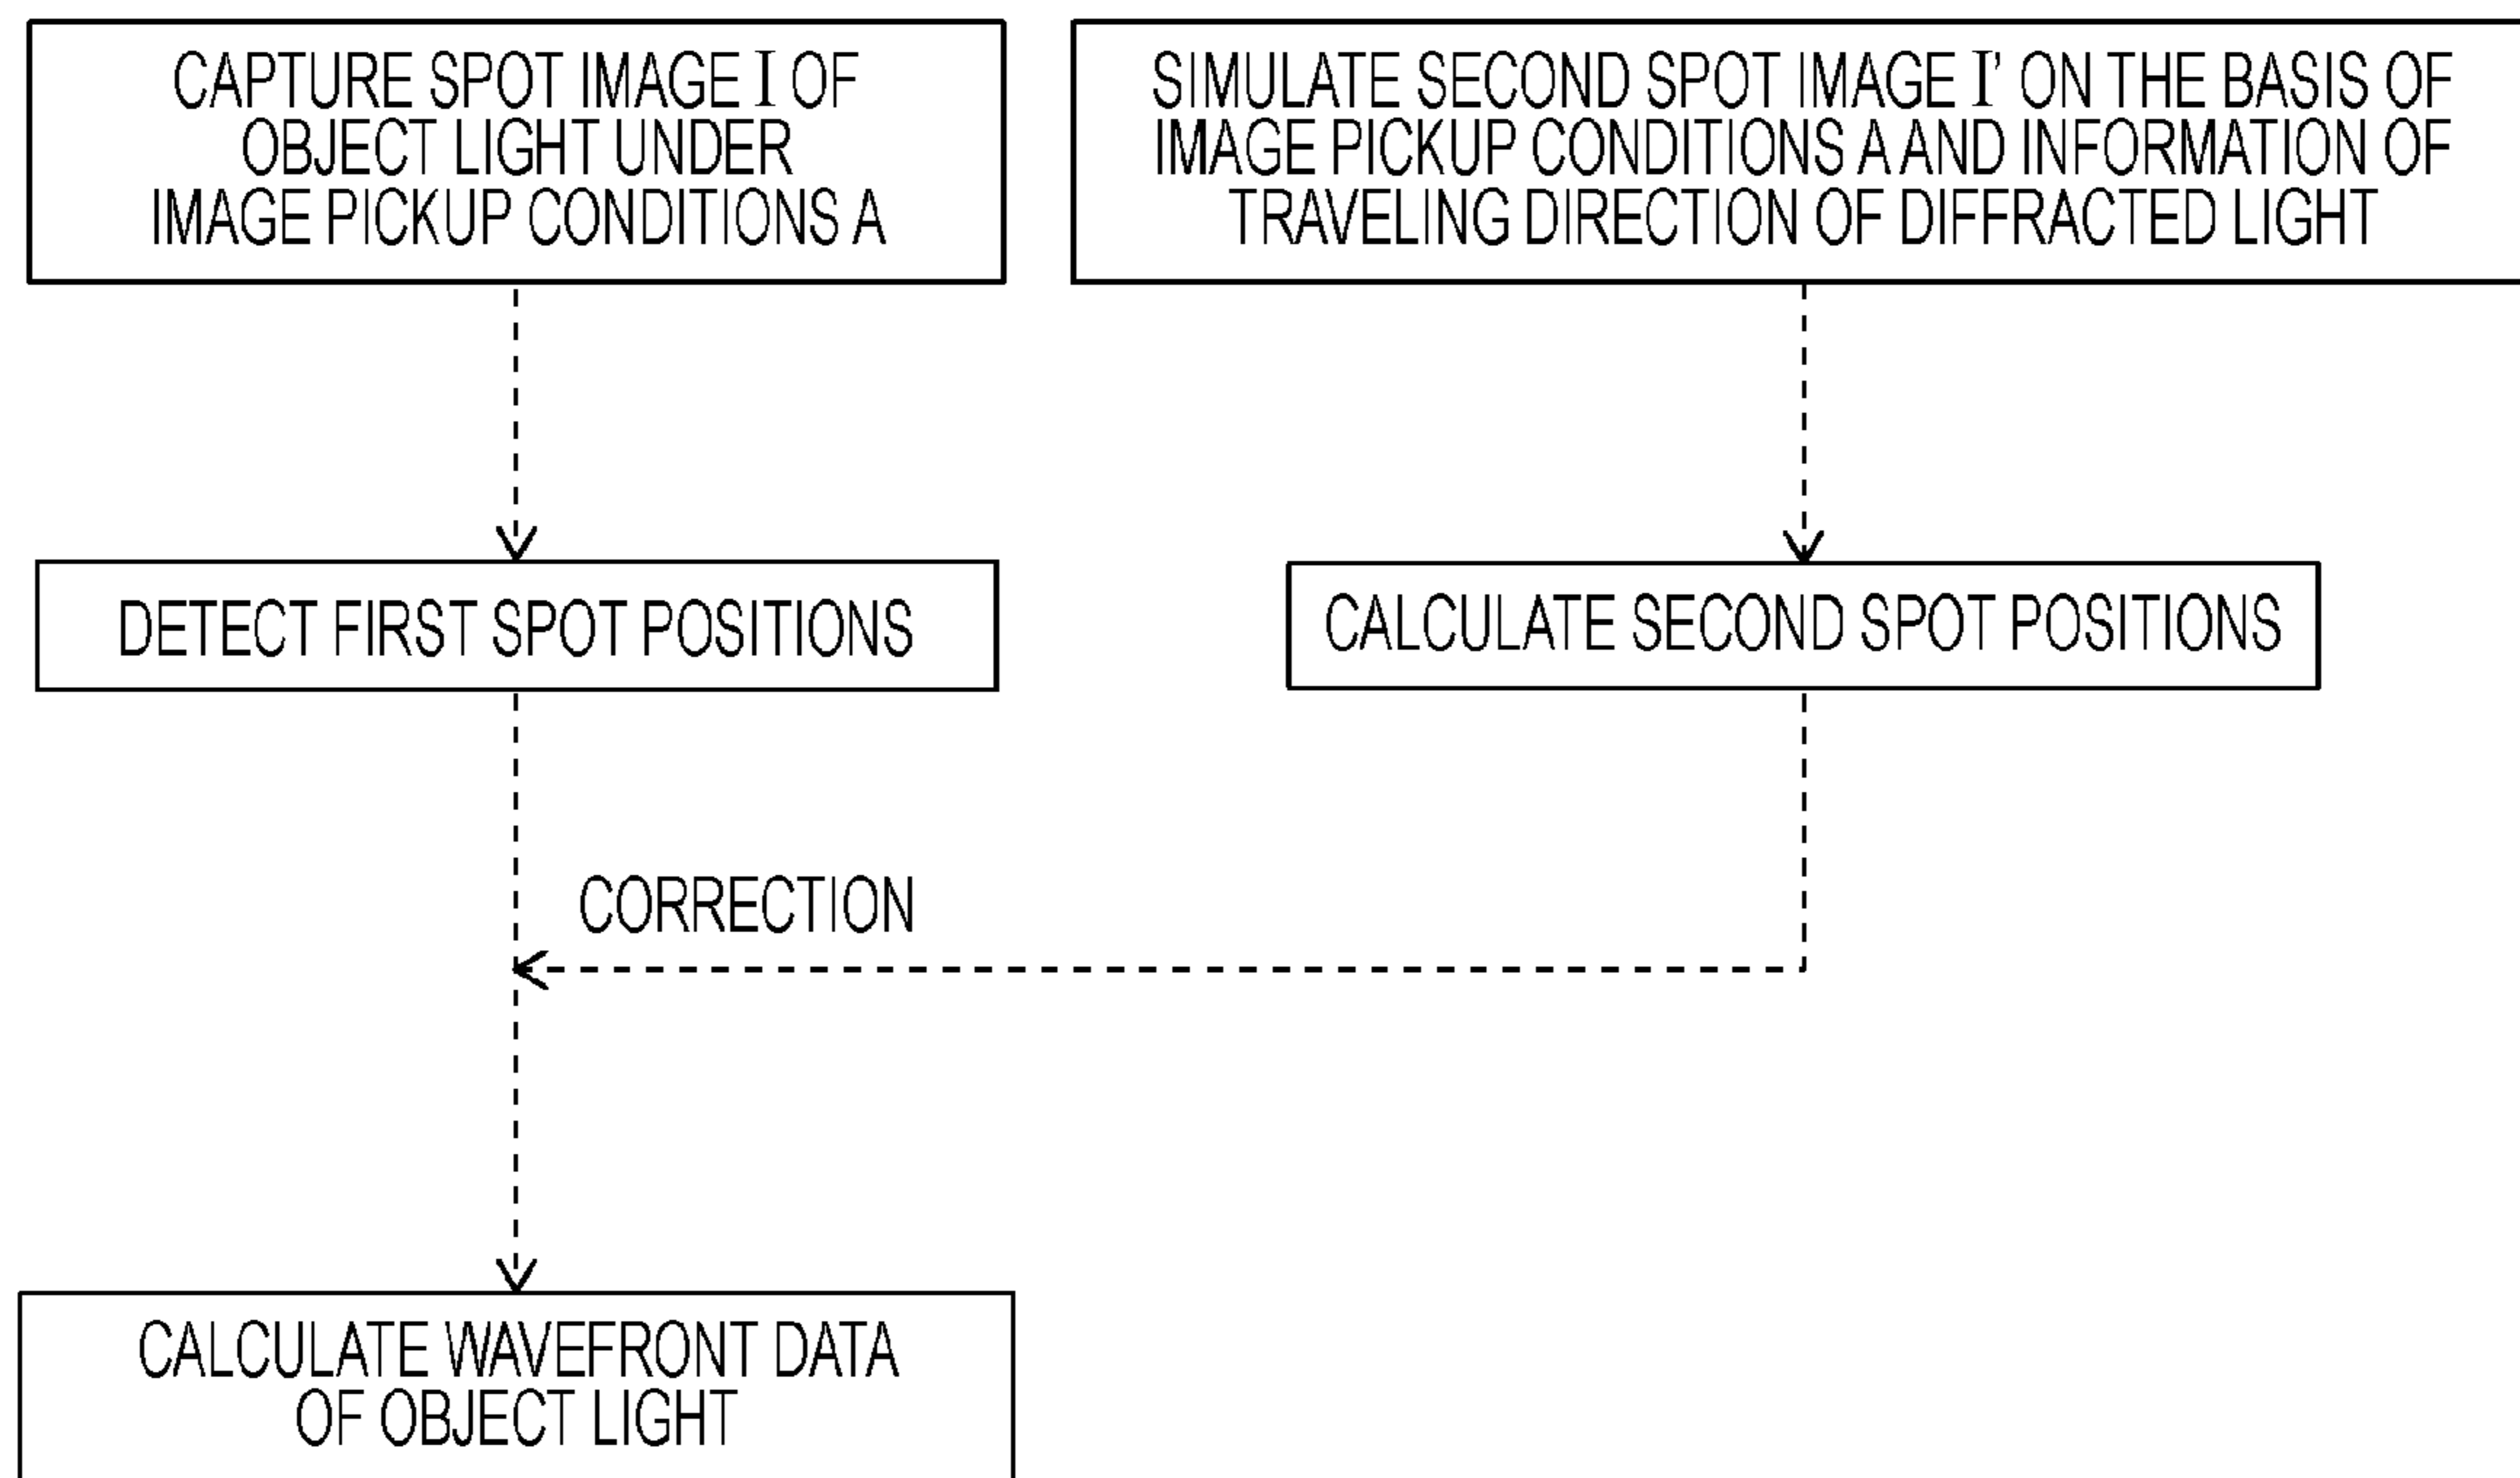 CAPTURE SPOT IMAGE I OF
OBJECT LIGHT UNDER
IMAGE PICKUP CONDITIONS A
SIMULATE SECOND SPOT IMAGE I' ON THE BASIS OF
IMAGE PICKUP CONDITIONS A AND INFORMATION OF
TRAVELING DIRECTION OF DIFFRACTED LIGHT
DETECT FIRST SPOT POSITIONS
CALCULATE SECOND SPOT POSITIONS
CORRECTION
CALCULATE WAVEFRONT DATA
OF OBJECT LIGHT